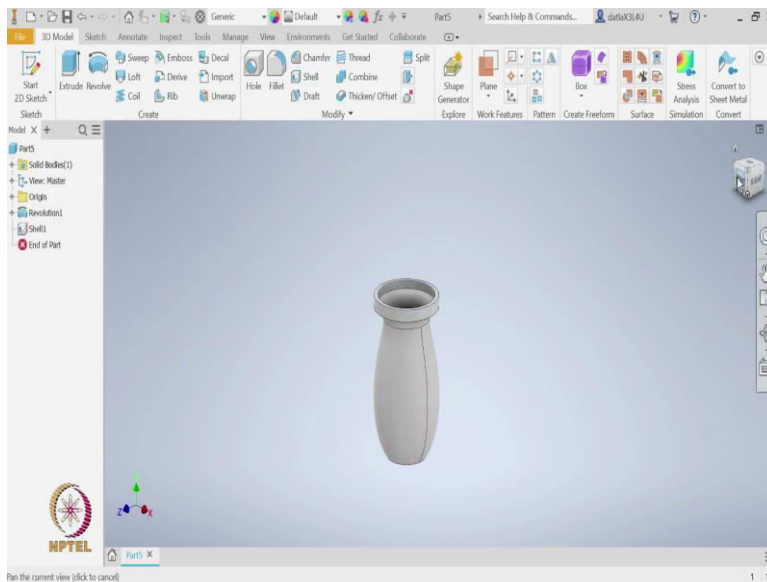 Generic Default Part5 Search Help & Commands... datlaX3L4U
File 3D Model Sketch Annotate Inspect Tools Manage View Environments Get Started Collaborate
Start 2D Sketch
Extrude Revolve
Sweep Emboss Decal
Loft Derive Import
Coil Rib Unwrap
Hole Fillet
Chamfer Thread Split
Shell Combine
Draft Thicken/ Offset
Shape Generator
Plane
Box
Stress Analysis
Convert to Sheet Metal
Sketch Create Modify Explore Work Features Pattern Create Freeform Surface Simulation Convert
Model
Part5
Solid Bodies(1)
View: Master
Origin
Revolution1
Shell1
End of Part
Z X
NPTEL
Part5
Pan the current view (click to cancel) 1